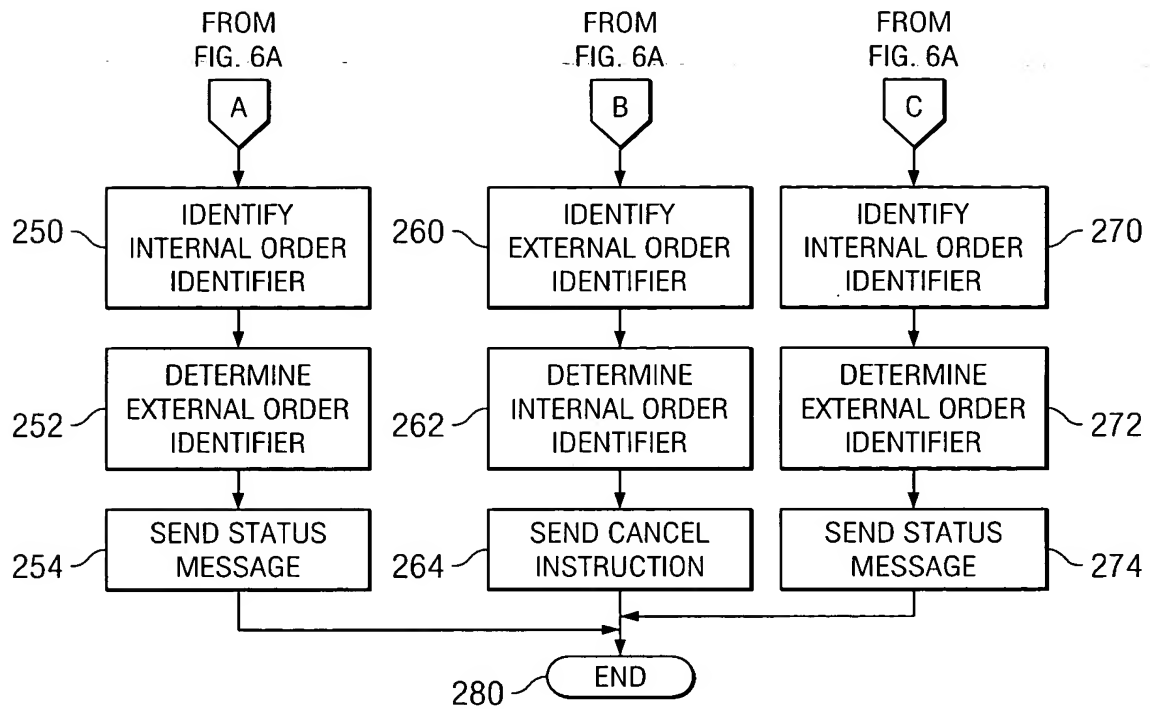 FROM
FIG. 6A
A
250
IDENTIFY
INTERNAL ORDER
IDENTIFIER
252
DETERMINE
EXTERNAL ORDER
IDENTIFIER
254
SEND STATUS
MESSAGE
FROM
FIG. 6A
B
260
IDENTIFY
EXTERNAL ORDER
IDENTIFIER
262
DETERMINE
INTERNAL ORDER
IDENTIFIER
264
SEND CANCEL
INSTRUCTION
FROM
FIG. 6A
C
IDENTIFY
INTERNAL ORDER
IDENTIFIER
270
DETERMINE
EXTERNAL ORDER
IDENTIFIER
272
SEND STATUS
MESSAGE
274
280
END